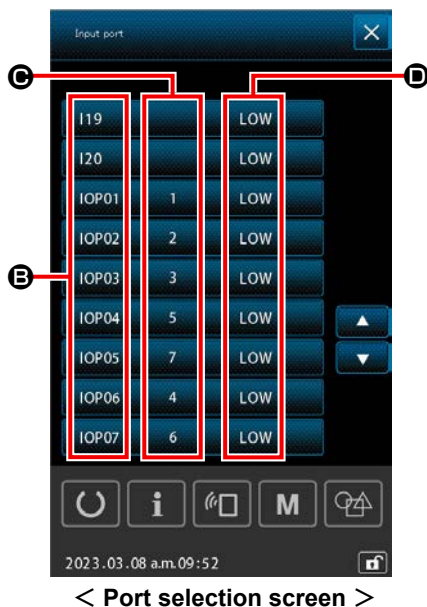 Input port
C
D
I19 LOW
I20 LOW
IOP01 1 LOW
IOP02 2 LOW
B
IOP03 3 LOW
IOP04 5 LOW
IOP05 7 LOW
IOP06 4 LOW
IOP07 6 LOW
i M
2023.03.08 a.m.09:52
＜ Port selection screen ＞